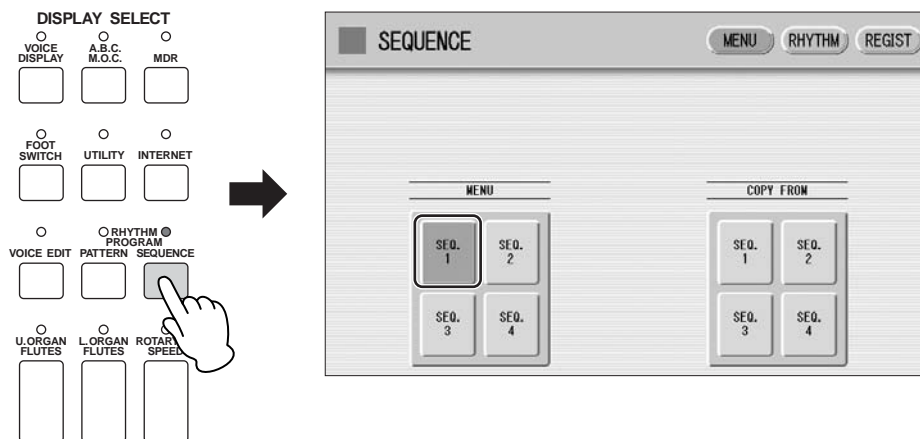 DISPLAY SELECT
VOICE DISPLAY
A.B.C. M.O.C.
MDR
FOOT SWITCH
UTILITY
INTERNET
RHYTHM PROGRAM
VOICE EDIT
PATTERN
SEQUENCE
U.ORGAN FLUTES
L.ORGAN FLUTES
ROTARY SPEED
SEQUENCE
MENU
RHYTHM
REGIST
MENU
SEQ. 1
SEQ. 2
SEQ. 3
SEQ. 4
COPY FROM
SEQ. 1
SEQ. 2
SEQ. 3
SEQ. 4